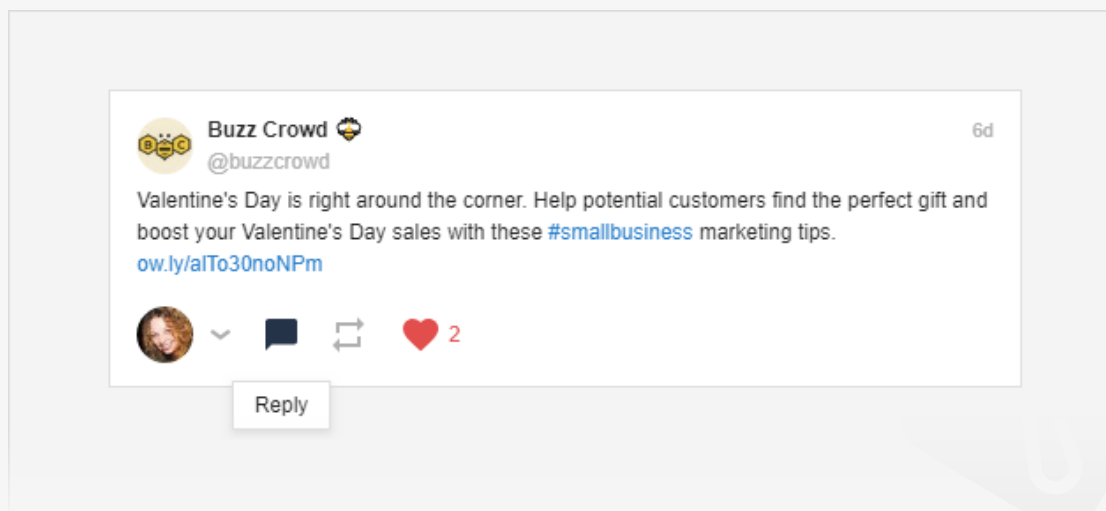 Buzz Crowd
6d
@buzzcrowd
Valentine's Day is right around the corner. Help potential customers find the perfect gift and
boost your Valentine's Day sales with these #smallbusiness marketing tips.
ow.ly/alTo30noNPm
2
Reply
B C